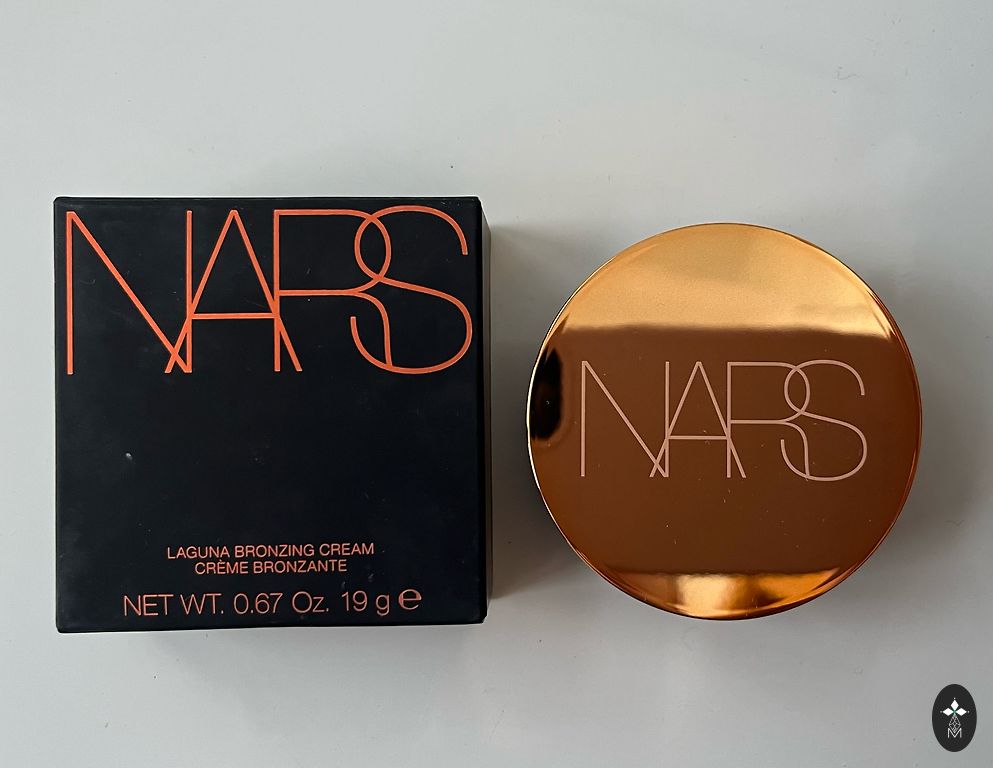 NARS
LAGUNA BRONZING CREAM
CRÈME BRONZANTE
NET WT. 0.67 Oz. 19 g ℮
NARS
M